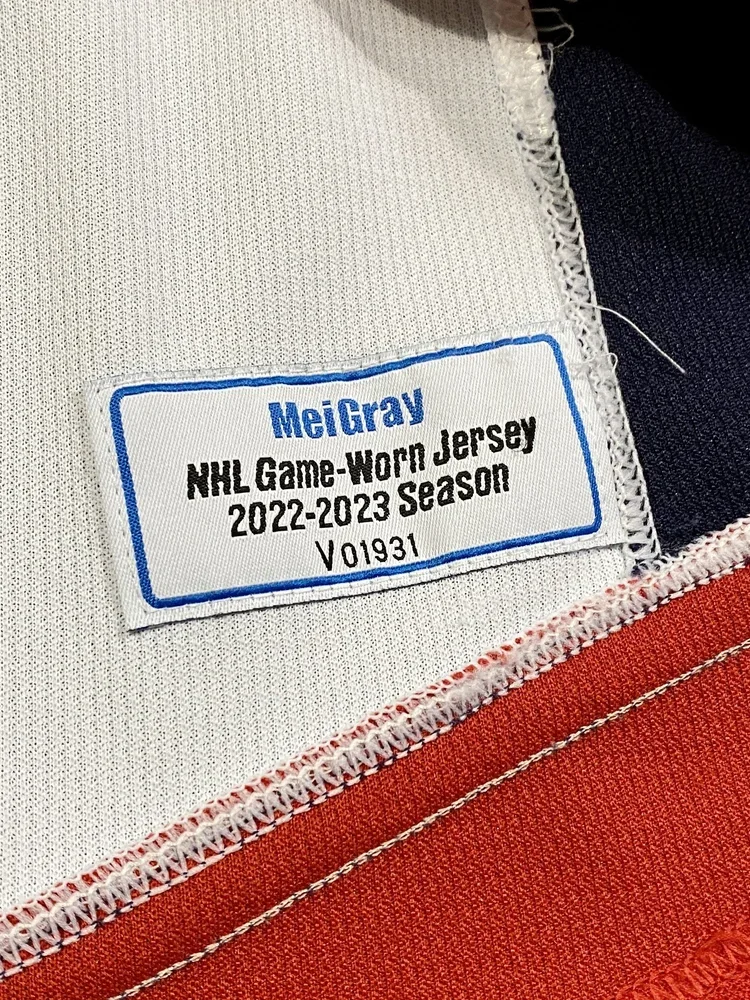 MeiGray
NHL Game-Worn Jersey
2022-2023 Season
V01931